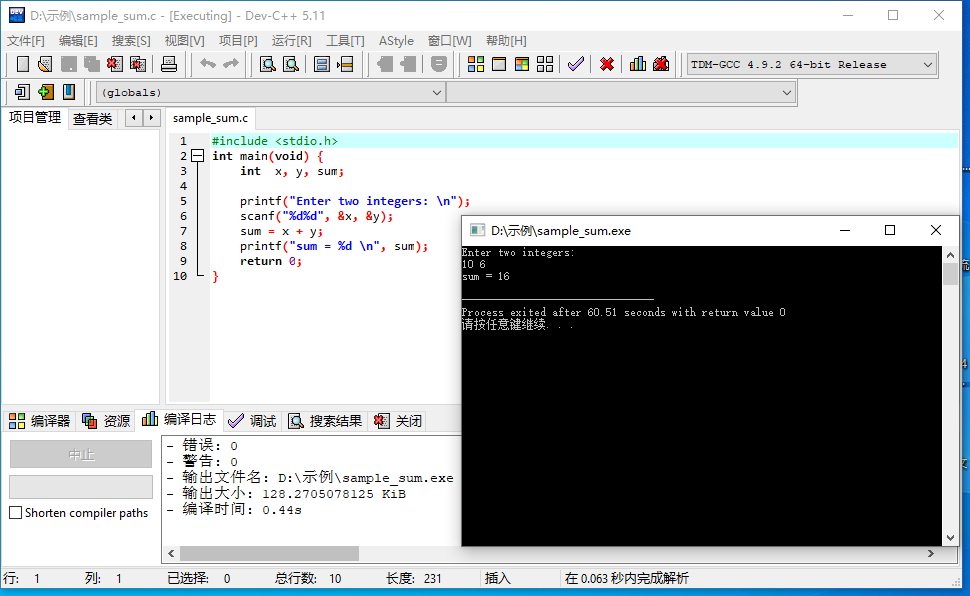 D:\示例\sample_sum.c - [Executing] - Dev-C++ 5.11
文件[F] 编辑[E] 搜索[S] 视图[V] 项目[P] 运行[R] 工具[T] AStyle 窗口[W] 帮助[H]
TDM-GCC 4.9.2 64-bit Release
(globals)
项目管理 查看类 sample_sum.c
1 #include <stdio.h>
2 int main(void) {
3 int x, y, sum;
4
5 printf("Enter two integers: \n");
6 scanf("%d%d", &x, &y);
7 sum = x + y;
8 printf("sum = %d \n", sum);
9 return 0;
10 }
D:\示例\sample_sum.exe
Enter two integers:
10 6
sum = 16
--------------------------------
Process exited after 60.51 seconds with return value 0
请按任意键继续. . .
编译器 资源 编译日志 调试 搜索结果 关闭
中止
Shorten compiler paths
- 错误: 0
- 警告: 0
- 输出文件名: D:\示例\sample_sum.exe
- 输出大小: 128.2705078125 KiB
- 编译时间: 0.44s
行: 1 列: 1 已选择: 0 总行数: 10 长度: 231 插入 在 0.063 秒内完成解析